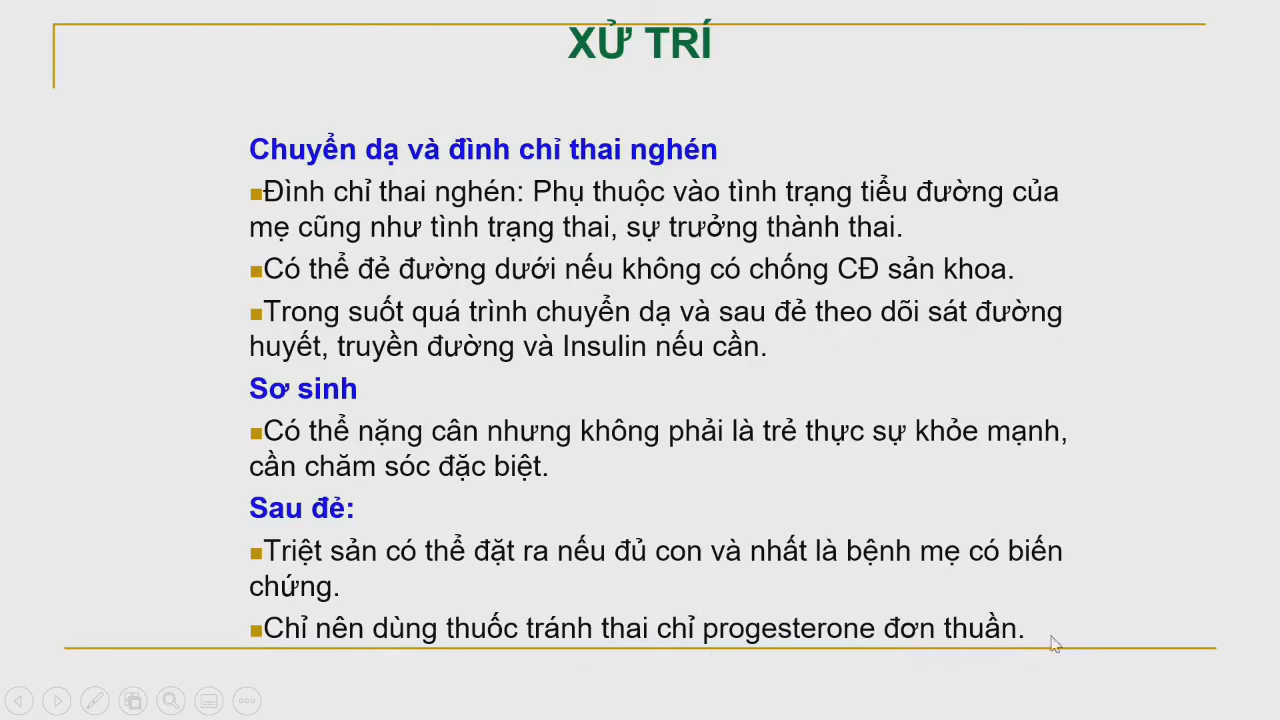 XỬ TRÍ
Chuyển dạ và đình chỉ thai nghén
■Đình chỉ thai nghén: Phụ thuộc vào tình trạng tiểu đường của
mẹ cũng như tình trạng thai, sự trưởng thành thai.
■Có thể đẻ đường dưới nếu không có chống CĐ sản khoa.
■Trong suốt quá trình chuyển dạ và sau đẻ theo dõi sát đường
huyết, truyền đường và Insulin nếu cần.
Sơ sinh
■Có thể nặng cân nhưng không phải là trẻ thực sự khỏe mạnh,
cần chăm sóc đặc biệt.
Sau đẻ:
■Triệt sản có thể đặt ra nếu đủ con và nhất là bệnh mẹ có biến
chứng.
■Chỉ nên dùng thuốc tránh thai chỉ progesterone đơn thuần.